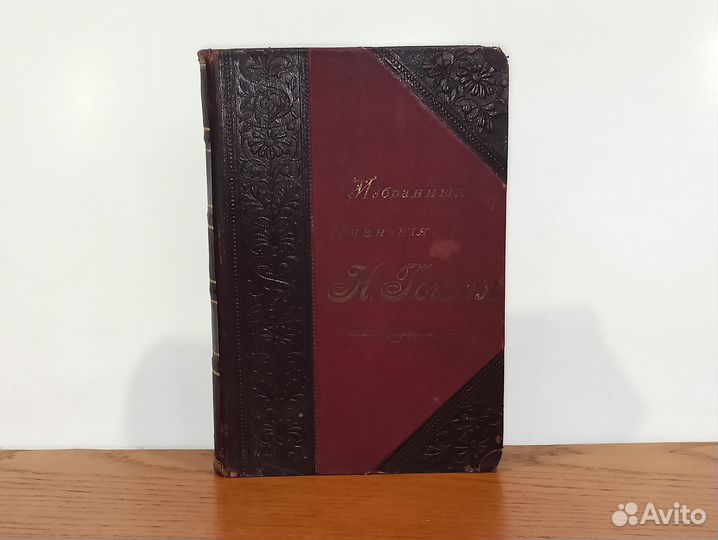 Избранныя
сочиненія
Н. Гоголя
Avito